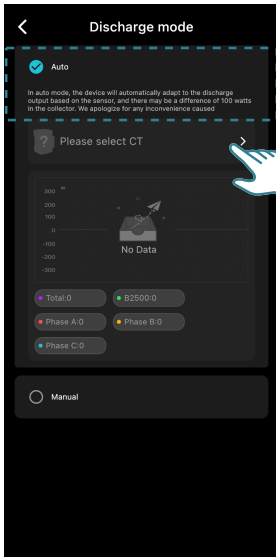 Discharge mode
Auto
In auto mode, the device will automatically adapt to the discharge
output based on the sensor, and there may be a difference of 100 watts
in the collector. We apologize for any inconvenience caused
?
Please select CT
W
300
200
100
0
-100
-200
-300
No Data
Total:0
B2500:0
Phase A:0
Phase B:0
Phase C:0
Manual